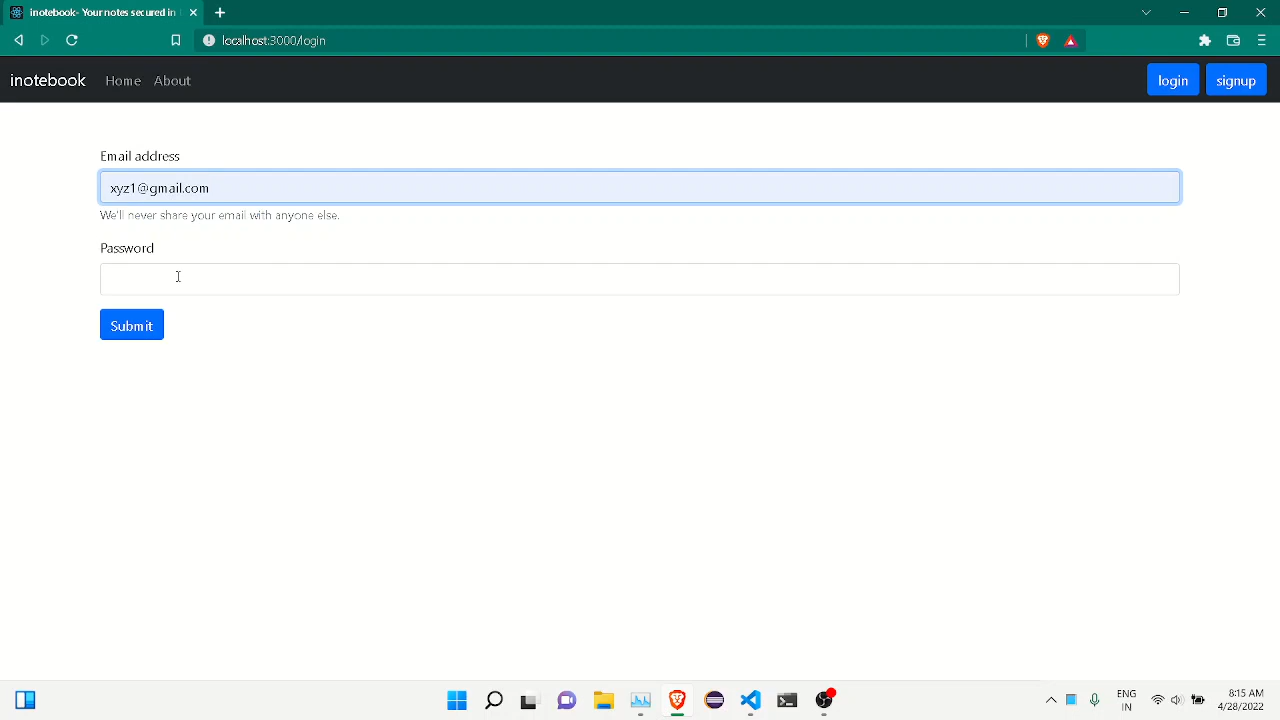 inotebook- Your notes secured in
localhost:3000/login
inotebook Home About login signup
Email address
xyz1@gmail.com
We'll never share your email with anyone else.
Password
Submit
ENG
IN
8:15 AM
4/28/2022